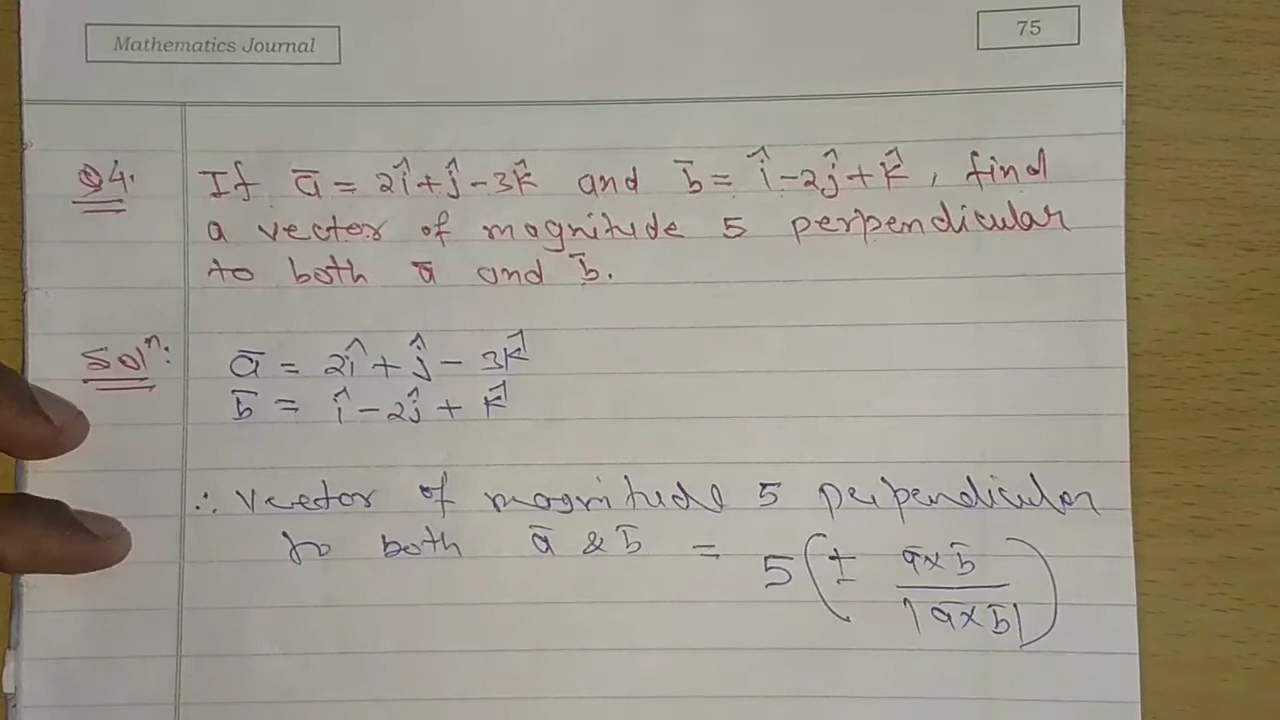 Mathematics Journal
75
Q4. If a̅ = 2î + ĵ - 3k̂ and b̅ = î - 2ĵ + k̂, find
a vector of magnitude 5 perpendicular
to both a̅ and b̅.
Solⁿ: a̅ = 2î + ĵ - 3k̂
b̅ = î - 2ĵ + k̂
∴ vector of magnitude 5 perpendicular
to both a̅ & b̅ = 5(± a̅×b̅ / |a̅×b̅|)